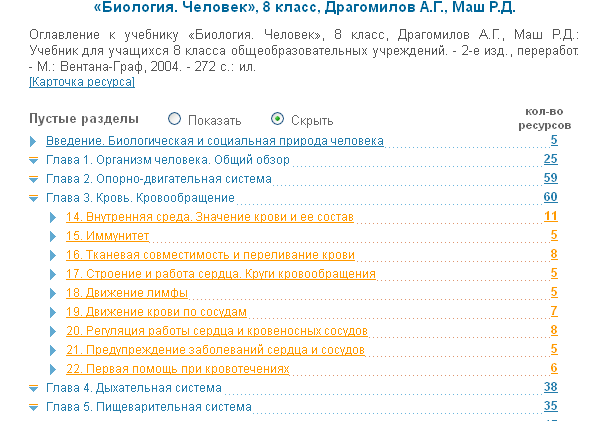 «Биология. Человек», 8 класс, Драгомилов А.Г., Маш Р.Д.
Оглавление к учебнику «Биология. Человек», 8 класс, Драгомилов А.Г., Маш Р.Д.:
Учебник для учащихся 8 класса общеобразовательных учреждений. - 2-е изд., переработ.
- М.: Вентана-Граф, 2004. - 272 с.: ил.
[Карточка ресурса]
Пустые разделы Показать Скрыть кол-во ресурсов
Введение. Биологическая и социальная природа человека 5
Глава 1. Организм человека. Общий обзор 25
Глава 2. Опорно-двигательная система 59
Глава 3. Кровь. Кровообращение 60
14. Внутренняя среда. Значение крови и ее состав 11
15. Иммунитет 5
16. Тканевая совместимость и переливание крови 8
17. Строение и работа сердца. Круги кровообращения 5
18. Движение лимфы 5
19. Движение крови по сосудам 7
20. Регуляция работы сердца и кровеносных сосудов 8
21. Предупреждение заболеваний сердца и сосудов 5
22. Первая помощь при кровотечениях 6
Глава 4. Дыхательная система 38
Глава 5. Пищеварительная система 35